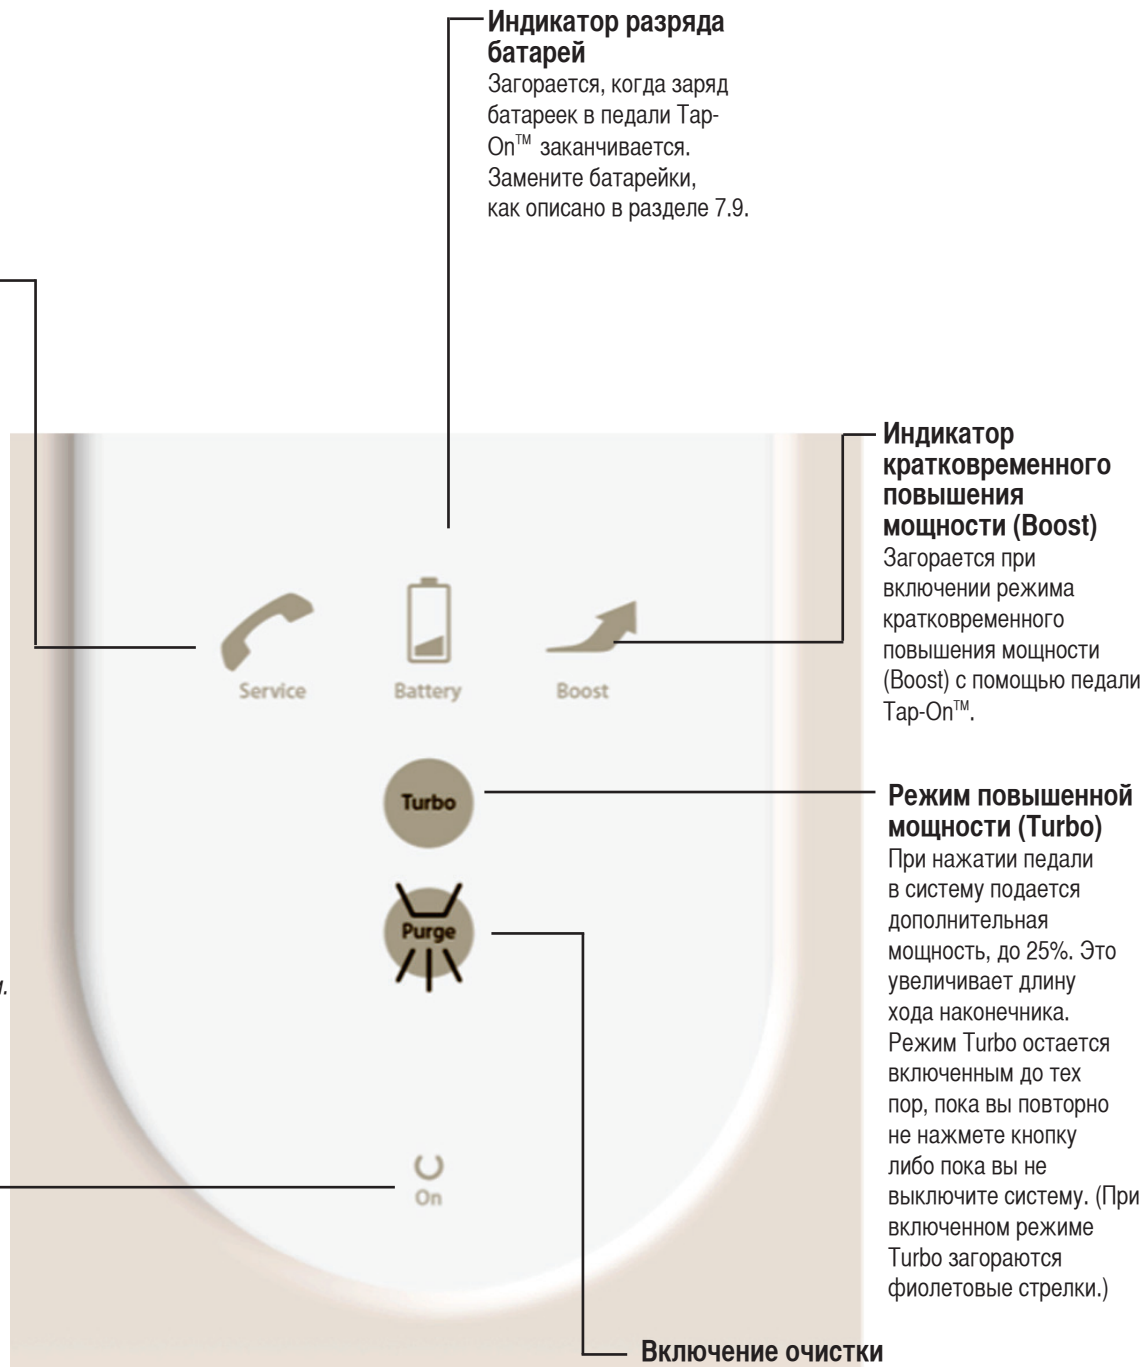 Индикатор разряда
батарей
Загорается, когда заряд
батареек в педали Tap-
On™ заканчивается.
Замените батарейки,
как описано в разделе 7.9.
Индикатор
кратковременного
повышения
мощности (Boost)
Загорается при
включении режима
кратковременного
повышения мощности
(Boost) с помощью педали
Tap-On™.
Service
Battery
Boost
Turbo
Purge
On
Режим повышенной
мощности (Turbo)
При нажатии педали
в систему подается
дополнительная
мощность, до 25%. Это
увеличивает длину
хода наконечника.
Режим Turbo остается
включенным до тех
пор, пока вы повторно
не нажмете кнопку
либо пока вы не
выключите систему. (При
включенном режиме
Turbo загораются
фиолетовые стрелки.)
Включение очистки